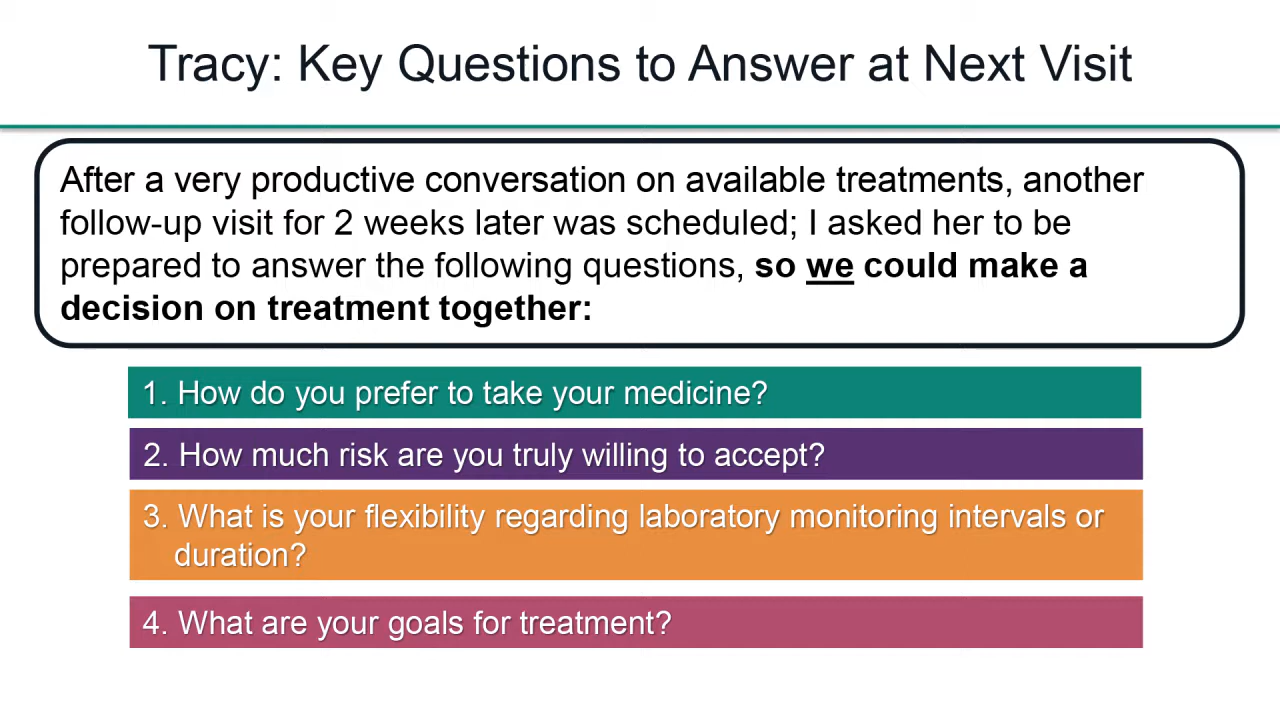 Tracy: Key Questions to Answer at Next Visit
After a very productive conversation on available treatments, another
follow-up visit for 2 weeks later was scheduled; I asked her to be
prepared to answer the following questions, so we could make a
decision on treatment together:
1. How do you prefer to take your medicine?
2. How much risk are you truly willing to accept?
3. What is your flexibility regarding laboratory monitoring intervals or
duration?
4. What are your goals for treatment?